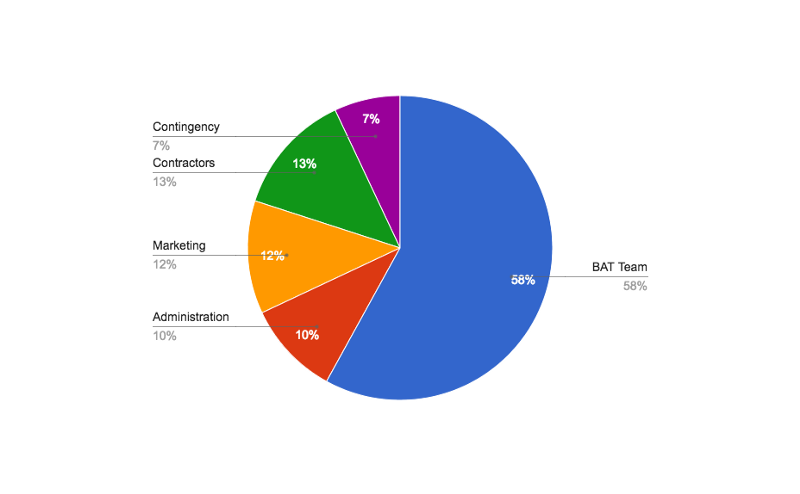 Contingency
7%
7%
Contractors
13%
13%
Marketing
12%
12%
BAT Team
58%
58%
Administration
10%
10%